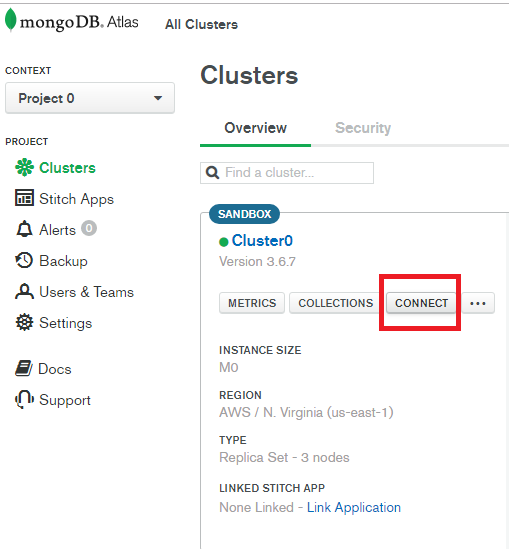 mongoDB. Atlas All Clusters
CONTEXT
Project 0
PROJECT
Clusters
Stitch Apps
Alerts 0
Backup
Users & Teams
Settings
Docs
Support
Clusters
Overview Security
Find a cluster...
SANDBOX
Cluster0
Version 3.6.7
METRICS COLLECTIONS CONNECT ...
INSTANCE SIZE
M0
REGION
AWS / N. Virginia (us-east-1)
TYPE
Replica Set - 3 nodes
LINKED STITCH APP
None Linked - Link Application